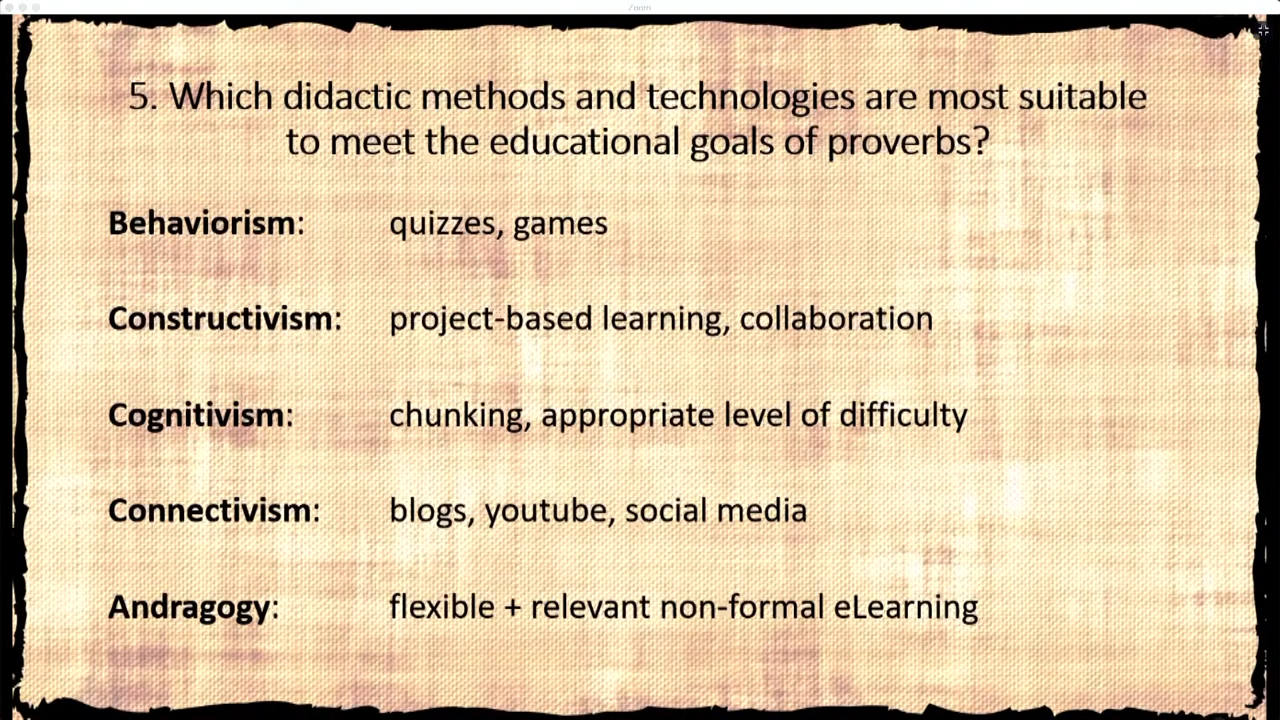 5. Which didactic methods and technologies are most suitable
to meet the educational goals of proverbs?
Behaviorism: quizzes, games
Constructivism: project-based learning, collaboration
Cognitivism: chunking, appropriate level of difficulty
Connectivism: blogs, youtube, social media
Andragogy: flexible + relevant non-formal eLearning